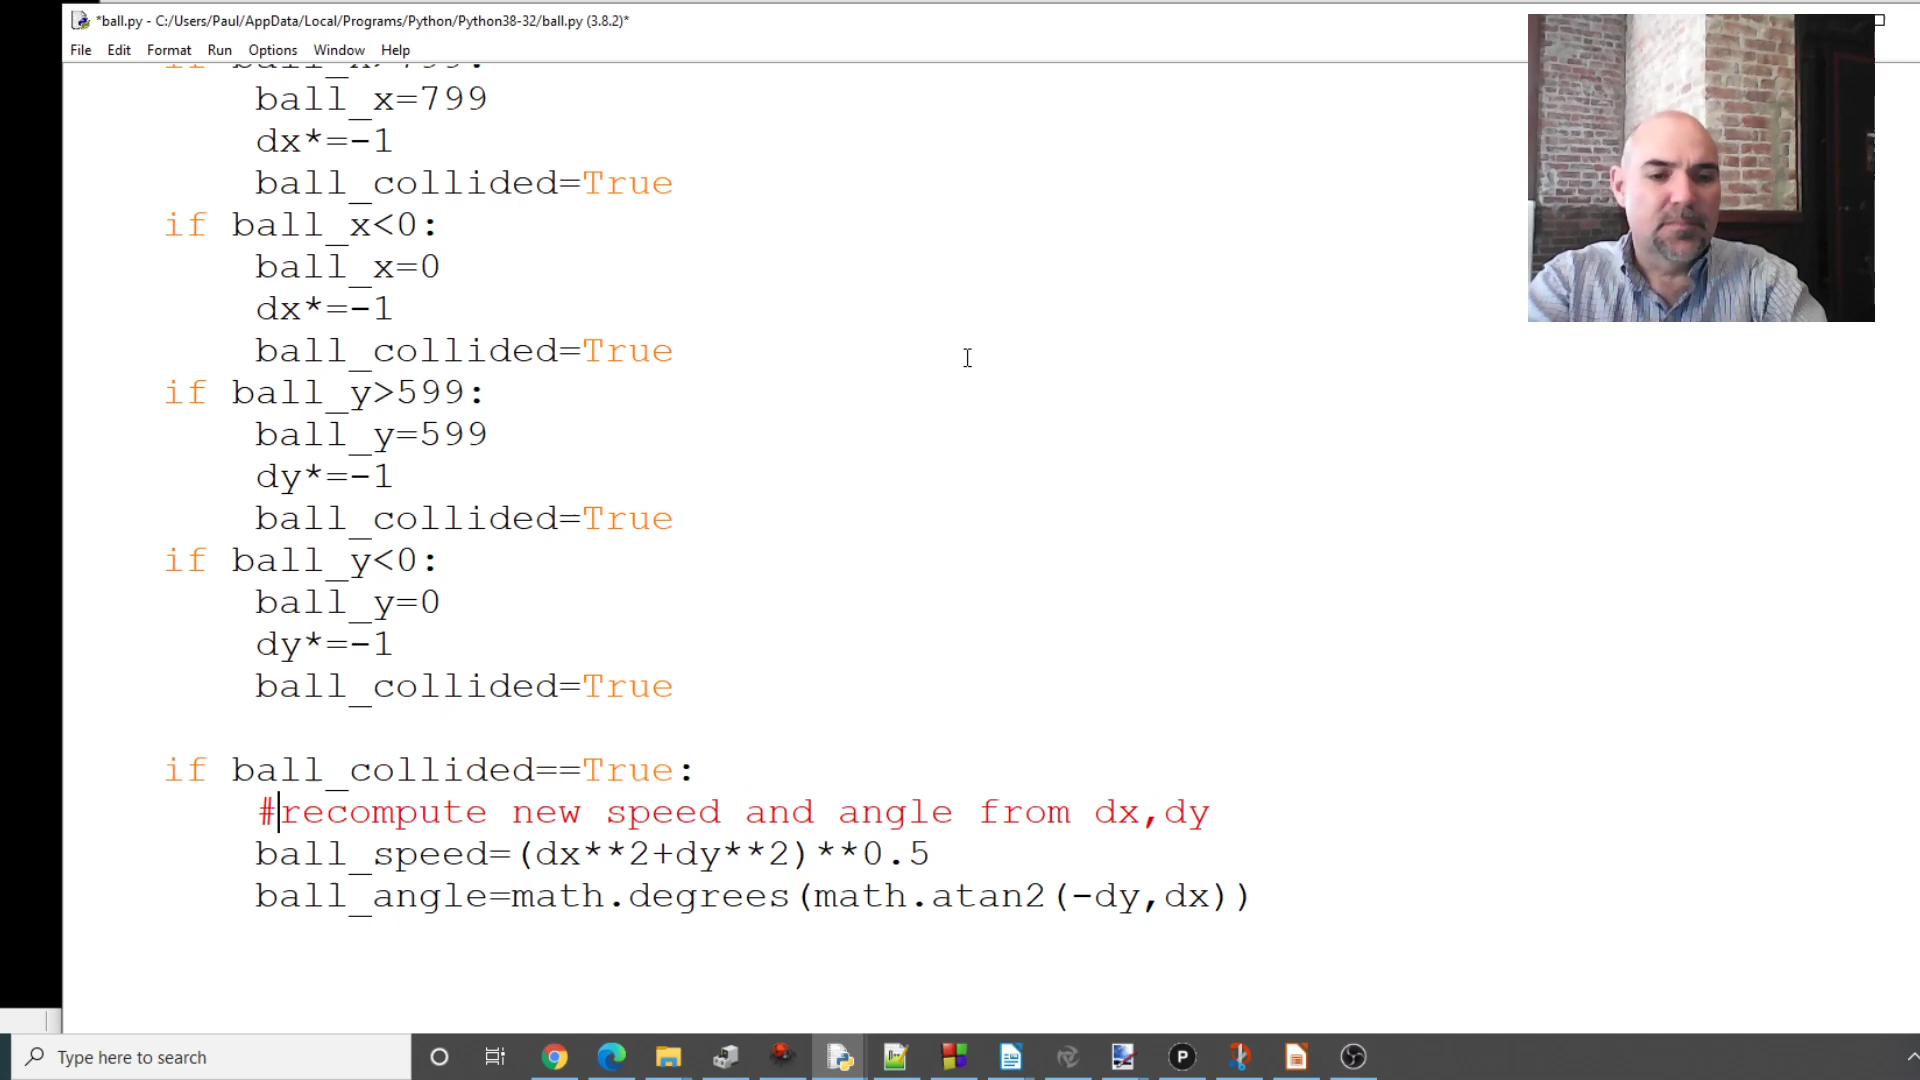 *ball.py - C:/Users/Paul/AppData/Local/Programs/Python/Python38-32/ball.py (3.8.2)*
File Edit Format Run Options Window Help
if ball_x>799:
ball_x=799
dx*=-1
ball_collided=True
if ball_x<0:
ball_x=0
dx*=-1
ball_collided=True
if ball_y>599:
ball_y=599
dy*=-1
ball_collided=True
if ball_y<0:
ball_y=0
dy*=-1
ball_collided=True
if ball_collided==True:
#recompute new speed and angle from dx,dy
ball_speed=(dx**2+dy**2)**0.5
ball_angle=math.degrees(math.atan2(-dy,dx))
Type here to search